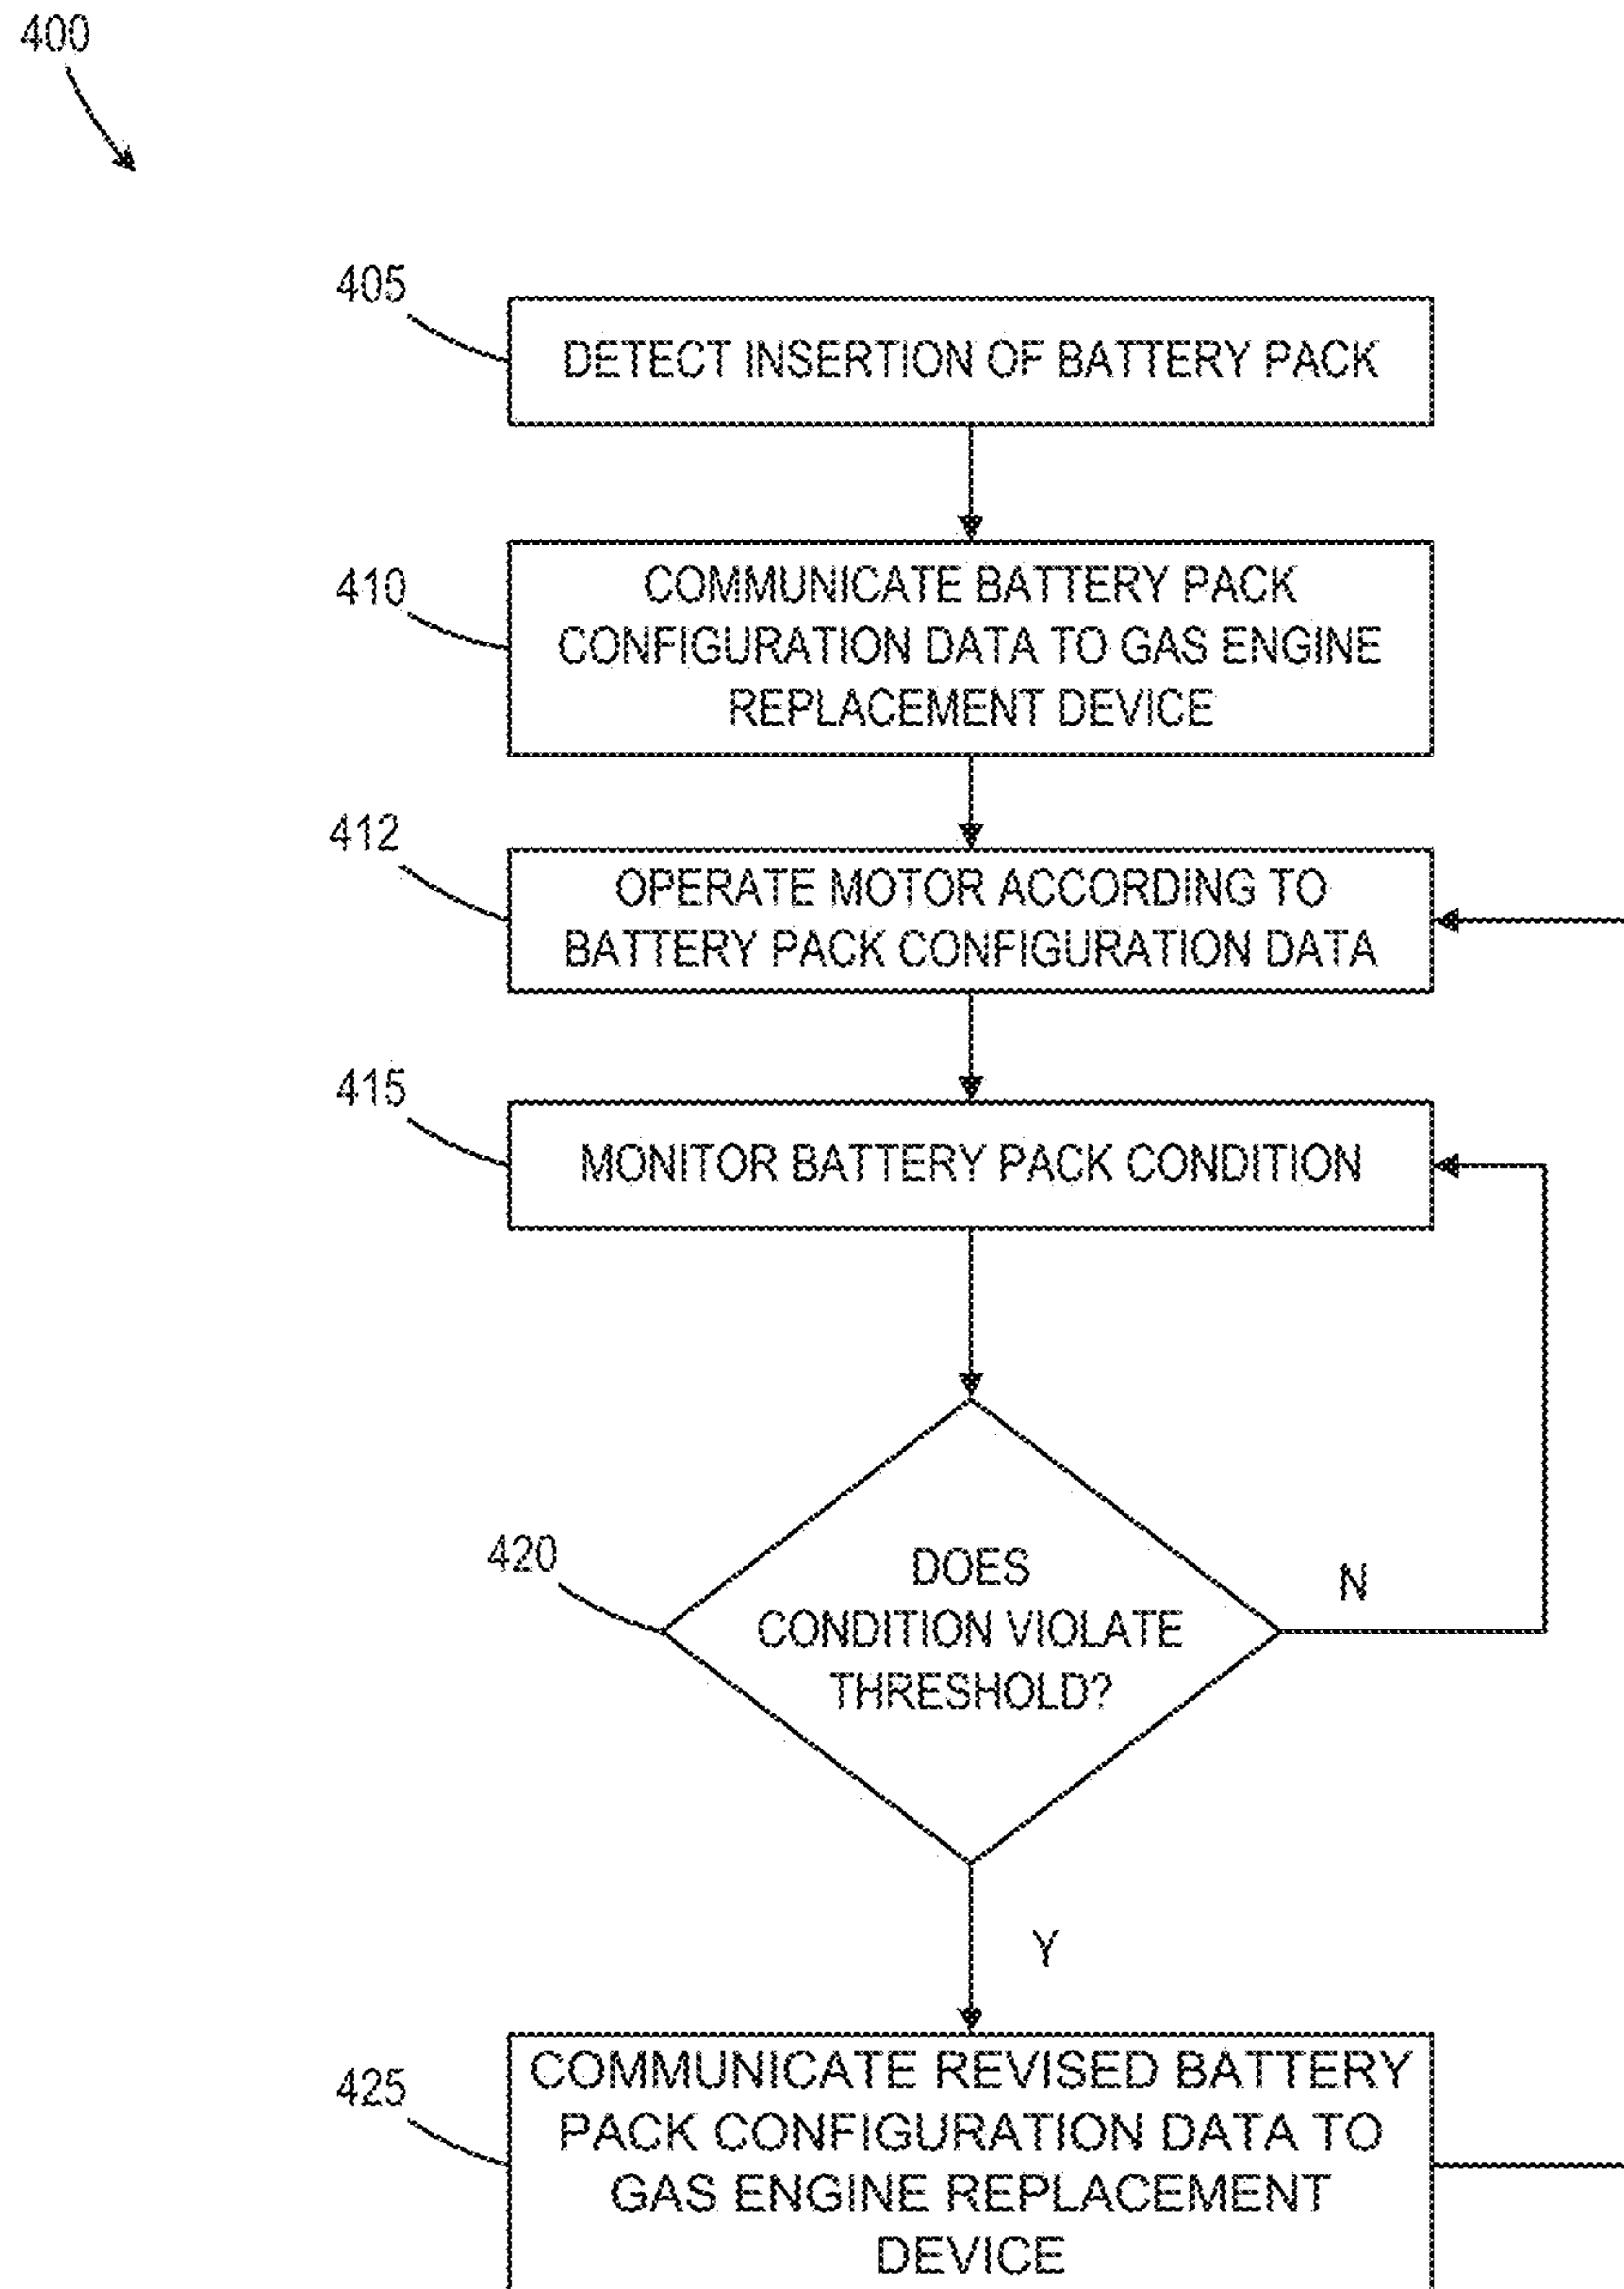 400
405
DETECT INSERTION OF BATTERY PACK
410
COMMUNICATE BATTERY PACK
CONFIGURATION DATA TO GAS ENGINE
REPLACEMENT DEVICE
412
OPERATE MOTOR ACCORDING TO
BATTERY PACK CONFIGURATION DATA
415
MONITOR BATTERY PACK CONDITION
420
DOES
CONDITION VIOLATE
THRESHOLD?
N
Y
425
COMMUNICATE REVISED BATTERY
PACK CONFIGURATION DATA TO
GAS ENGINE REPLACEMENT
DEVICE